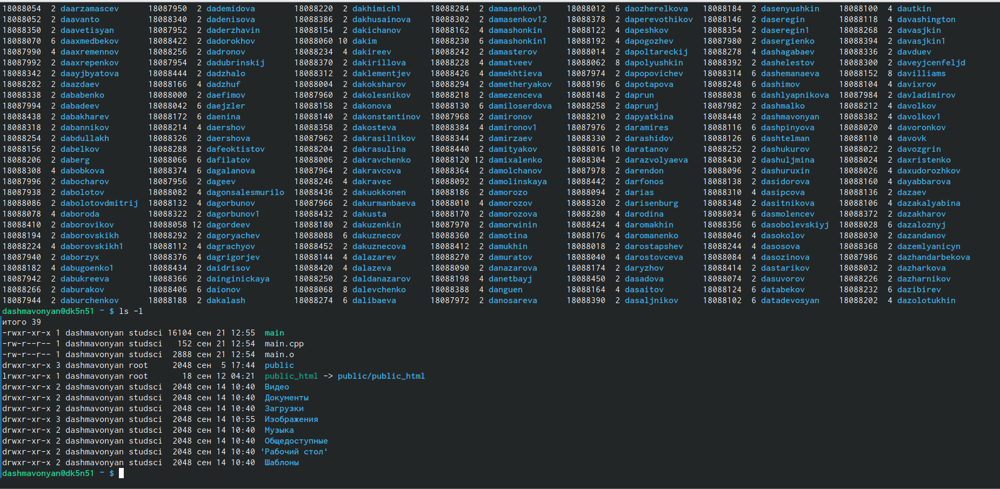 18088054  2 daarzamascev    18087950  2 dademidova        18088220  2 dakhimich1      18088284  2 damasenkov1     18088012  6 daozherelkova   18088184  2 dasenyushkin    18088100  4 dautkin
18088052  2 daavanto        18088340  2 dadenisova        18088386  2 dakhusainova    18088302  2 damasenkov12    18088378  2 daperevothikov  18088146  2 daseregin       18088118  4 davashington
18088350  2 daavetisyan     18087952  2 daderzhavin       18088154  2 dakichanov      18088162  4 damashonkin     18088122  4 dapeshkov       18088354  2 daseregin1      18088268  2 davasjkin
18088070  6 daaxmedbekov    18088422  2 dadorokhov        18088060 10 dakim           18088230  6 damashonkin1    18088192  4 dapogozhev      18087980  2 dasergienko     18088394  2 davasjkin1
18087990  4 daaxremennov    18088256  2 dadronov          18088234  4 dakireev        18088242  2 damasterov      18088014  2 dapoltareckij   18088278  4 dashagabaev     18088336  2 davduev
18087992  2 daaxrepenkov    18087954  2 dadubrinskij      18088370  2 dakirillova     18088228  4 damatveev       18088062  8 dapolyushkin    18088392  2 dashelestov     18088300  2 daveyjcenfeljd
18088342  2 daayjbyatova    18088444  2 dadzhalo          18088312  2 daklementjev    18088426  4 damekhtieva     18087974  2 dapopovichev    18088314  6 dashemanaeva    18088152  8 davilliams
18088282  2 daazdaev        18088166  4 dadzhuf           18088004  2 dakoksharov     18088294  2 dametheryakov   18088196  6 dapotapova      18088248  6 dashimov        18088104  4 davixrov
18088338  2 dababenko       18088000  2 daefimov          18087960  2 dakolesnikov    18088218  2 damezenceva     18088148  2 daprun          18088038  6 dashlyapnikova  18087984  2 davladimirov
18087994  2 dabadeev        18088042  6 daejzler          18088158  2 dakonova        18088130  6 damiloserdova   18088258  2 daprunj         18087982  2 dashmalko       18088212  4 davolkov
18088438  2 dabakharev      18088172  6 daenina           18088140  2 dakonstantinov  18087968  2 damironov       18088210  2 dapyatkina      18088448  2 dashmavonyan    18088382  4 davolkov1
18088318  2 dabannikov      18088214  4 daershov          18088358  2 dakosteva       18088384  4 damironov1      18087976  2 daramires       18088116  6 dashpinyova     18088020  4 davoronkov
18088254  2 dabdullakh      18088326  2 daershova         18087962  2 dakrasilnikov   18088344  2 damirzaev       18088330  2 darashidov      18088126  6 dashtelman      18088110  4 davovk
18088156  2 dabelkov        18088288  2 dafeoktistov      18088204  2 dakrasulina     18088440  2 damityakov      18088016 10 daratanov       18088252  2 dashukurov      18088022  2 davozgrin
18088206  2 daberg          18088066  6 dafilatov         18088006  2 dakravchenko    18088120 12 damixalenko     18088304  2 darazvolyaeva   18088430  2 dashuljmina     18088024  2 daxristenko
18088308  4 dabobkova       18088374  6 dagalanova        18087964  2 dakravcova      18088364  2 damolchanov     18087978  2 darendon        18088096  2 dashuruxin      18088026  4 daxudorozhkov
18087996  2 dabocharov      18087956  2 dageev            18088246  4 dakravec        18088092  2 damolinskaya    18088442  2 darfonos        18088138  2 dasidorova      18088160  4 dayabbarova
18087938  2 dabolotov       18088082  4 dagonsalesmurilo  18088436  2 dakuokkonen     18088186  2 damorozo        18088094  2 darias          18088310  4 dasipcova       18088136  2 dazaev
18088086  2 dabolotovdmitrij  18088132  4 dagorbunov        18087966  2 dakurmanbaeva   18088010  4 damorozov       18088320  2 darisenburg     18088348  2 dasitnikova     18088106  4 dazakalyabina
18088078  4 daboroda        18088322  2 dagorbunov1       18088432  2 dakusta         18088170  2 damorozova      18088280  4 darodina        18088034  6 dasmolencev     18088372  2 dazakharov
18088410  2 daborovikov     18088058 12 dagordeev         18088180  2 dakuzenkin      18087970  2 damorwinin      18088424  4 daromakhin      18088356  6 dasobolevskiyj  18088028  6 dazaloznyj
18088194  2 daborovskikh    18088292  2 dagoryachev       18088088  6 dakuznecov      18088360  2 damotina        18088176  4 daromanenko     18088046  4 dasokolov       18088030  2 dazandanov
18088224  4 daborovskikh1   18088112  4 dagrachyov        18088452  2 dakuznecova     18088412  2 damukhin        18088018  2 darostapshev    18088244  4 dasosova        18088368  2 dazemlyanicyn
18087940  2 daborzyx        18088376  4 dagrigorjev       18088144  4 dalazarev       18088270  2 damuratov       18088040  4 darostovceva    18088084  4 dasozinova      18087986  2 dazhandarbekova
18088182  4 dabugoenko1     18088434  2 daidrisov         18088420  4 dalazeva        18088090  2 danazarova      18088174  2 daryzhov        18088414  2 dastarikov      18088032  2 dazharkova
18087942  2 dabukreeva      18088366  2 dainginickaya     18088250  2 daldanazarov    18088198  4 danetbayj       18088450  2 dasadova        18088074  2 dasuvorov       18088226  2 dazharnikov
18088266  2 daburakov       18088406  6 daionov           18088068  8 dalevchenko     18088388  4 danguen         18088164  4 dasaitov        18088124  6 databekov       18088232  6 dazibirev
18087944  2 daburchenkov    18088188  2 dakalash          18088274  6 dalibaeva       18087972  2 danosareva      18088390  2 dasaljnikov     18088102  6 datadevosyan    18088202  4 dazolotukhin
dashmavonyan@dk5n51 ~ $ ls -l
итого 39
-rwxr-xr-x 1 dashmavonyan studsci 16104 сен 21 12:55  main
-rw-r--r-- 1 dashmavonyan studsci   152 сен 21 12:54  main.cpp
-rw-r--r-- 1 dashmavonyan studsci  2888 сен 21 12:54  main.o
drwxr-xr-x 3 dashmavonyan root     2048 сен  5 17:44  public
lrwxr-xr-x 1 dashmavonyan root       18 сен 12 04:21  public_html -> public/public_html
drwxr-xr-x 2 dashmavonyan studsci  2048 сен 14 10:40  Видео
drwxr-xr-x 2 dashmavonyan studsci  2048 сен 14 10:40  Документы
drwxr-xr-x 2 dashmavonyan studsci  2048 сен 14 10:40  Загрузки
drwxr-xr-x 3 dashmavonyan studsci  2048 сен 14 10:55  Изображения
drwxr-xr-x 2 dashmavonyan studsci  2048 сен 14 10:40  Музыка
drwxr-xr-x 2 dashmavonyan studsci  2048 сен 14 10:40  Общедоступные
drwxr-xr-x 2 dashmavonyan studsci  2048 сен 14 10:40 'Рабочий стол'
drwxr-xr-x 2 dashmavonyan studsci  2048 сен 14 10:40  Шаблоны
dashmavonyan@dk5n51 ~ $